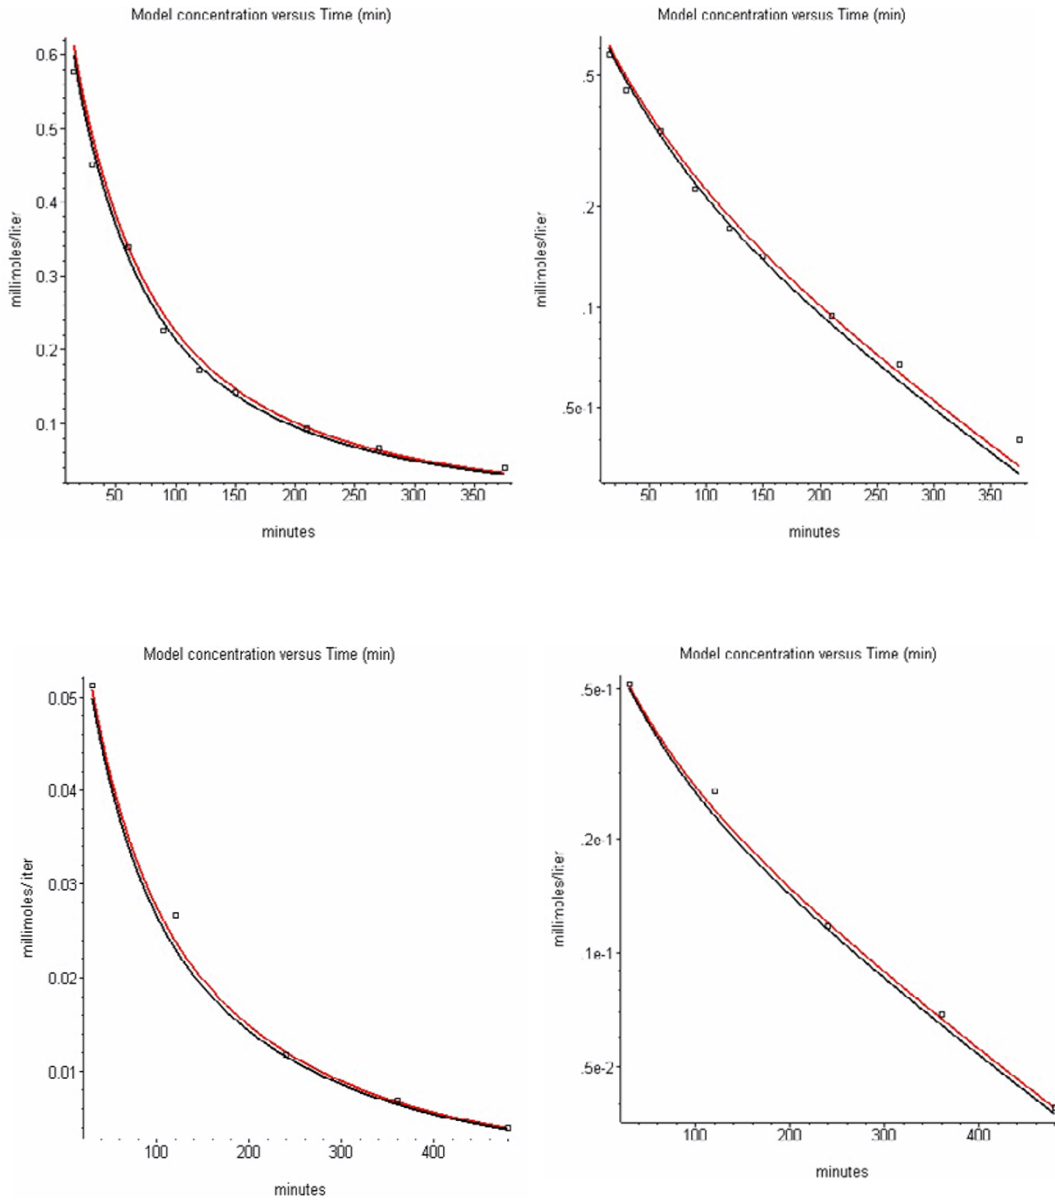 Model concentration versus Time (min)
0.6
0.5
0.4
0.3
0.2
0.1
millimoles/liter
50 100 150 200 250 300 350
minutes
Model concentration versus Time (min)
.5
.2
.1
.5e-1
millimoles/liter
50 100 150 200 250 300 350
minutes
Model concentration versus Time (min)
0.05
0.04
0.03
0.02
0.01
millimoles/iter
100 200 300 400
minutes
Model concentration versus Time (min)
.5e-1
.2e-1
.1e-1
.5e-2
millimoles/liter
100 200 300 400
minutes